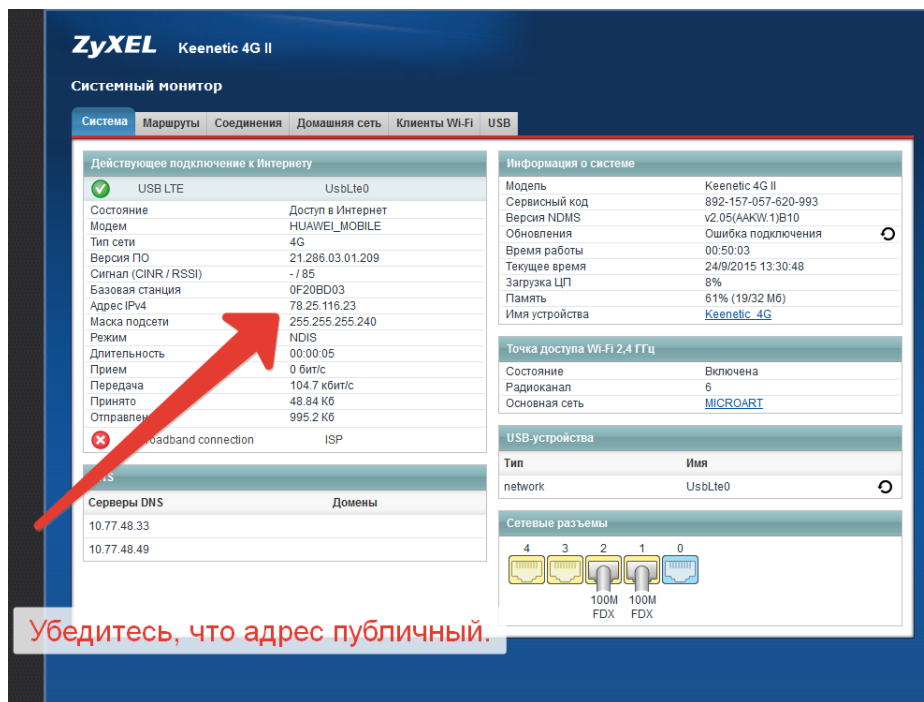 ZyXEL Keenetic 4G II
Системный монитор
Система Маршруты Соединения Домашняя сеть Клиенты Wi-Fi USB
Действующее подключение к Интернету
USB LTE UsbLte0
Состояние Доступ в Интернет
Модем HUAWEI_MOBILE
Тип сети 4G
Версия ПО 21.286.03.01.209
Сигнал (CINR / RSSI) - / 85
Базовая станция 0F20BD03
Адрес IPv4 78.25.116.23
Маска подсети 255.255.255.240
Режим NDIS
Длительность 00:00:05
Прием 0 бит/с
Передача 104.7 кбит/с
Принято 48.84 Кб
Отправлен 995.2 Кб
oadband connection ISP
Серверы DNS Домены
10.77.48.33
10.77.48.49
Информация о системе
Модель Keenetic 4G II
Сервисный код 892-157-057-620-993
Версия NDMS v2.05(AAKW.1)B10
Обновления Ошибка подключения
Время работы 00:50:03
Текущее время 24/9/2015 13:30:48
Загрузка ЦП 8%
Память 61% (19/32 Мб)
Имя устройства Keenetic_4G
Точка доступа Wi-Fi 2,4 ГГц
Состояние Включена
Радиоканал 6
Основная сеть MICROART
USB-устройства
Тип Имя
network UsbLte0
Сетевые разъемы
4 3 2 1 0
100M 100M
FDX FDX
Убедитесь, что адрес публичный.